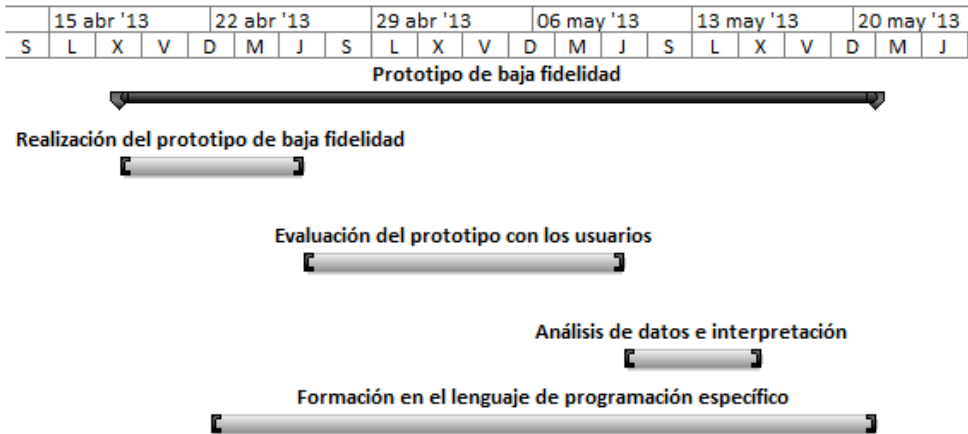 15 abr '13 22 abr '13 29 abr '13 06 may '13 13 may '13 20 may '13
S L X V D M J S L X V D M J S L X V D M J
Prototipo de baja fidelidad
Realización del prototipo de baja fidelidad
Evaluación del prototipo con los usuarios
Análisis de datos e interpretación
Formación en el lenguaje de programación específico